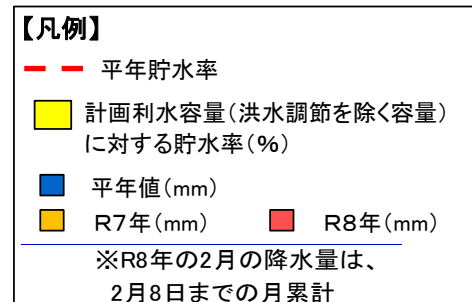 【凡例】
平年貯水率
計画利水容量(洪水調節を除く容量)
に対する貯水率(%)
平年値(mm)
R7年(mm) R8年(mm)
※R8年の2月の降水量は、
2月8日までの月累計